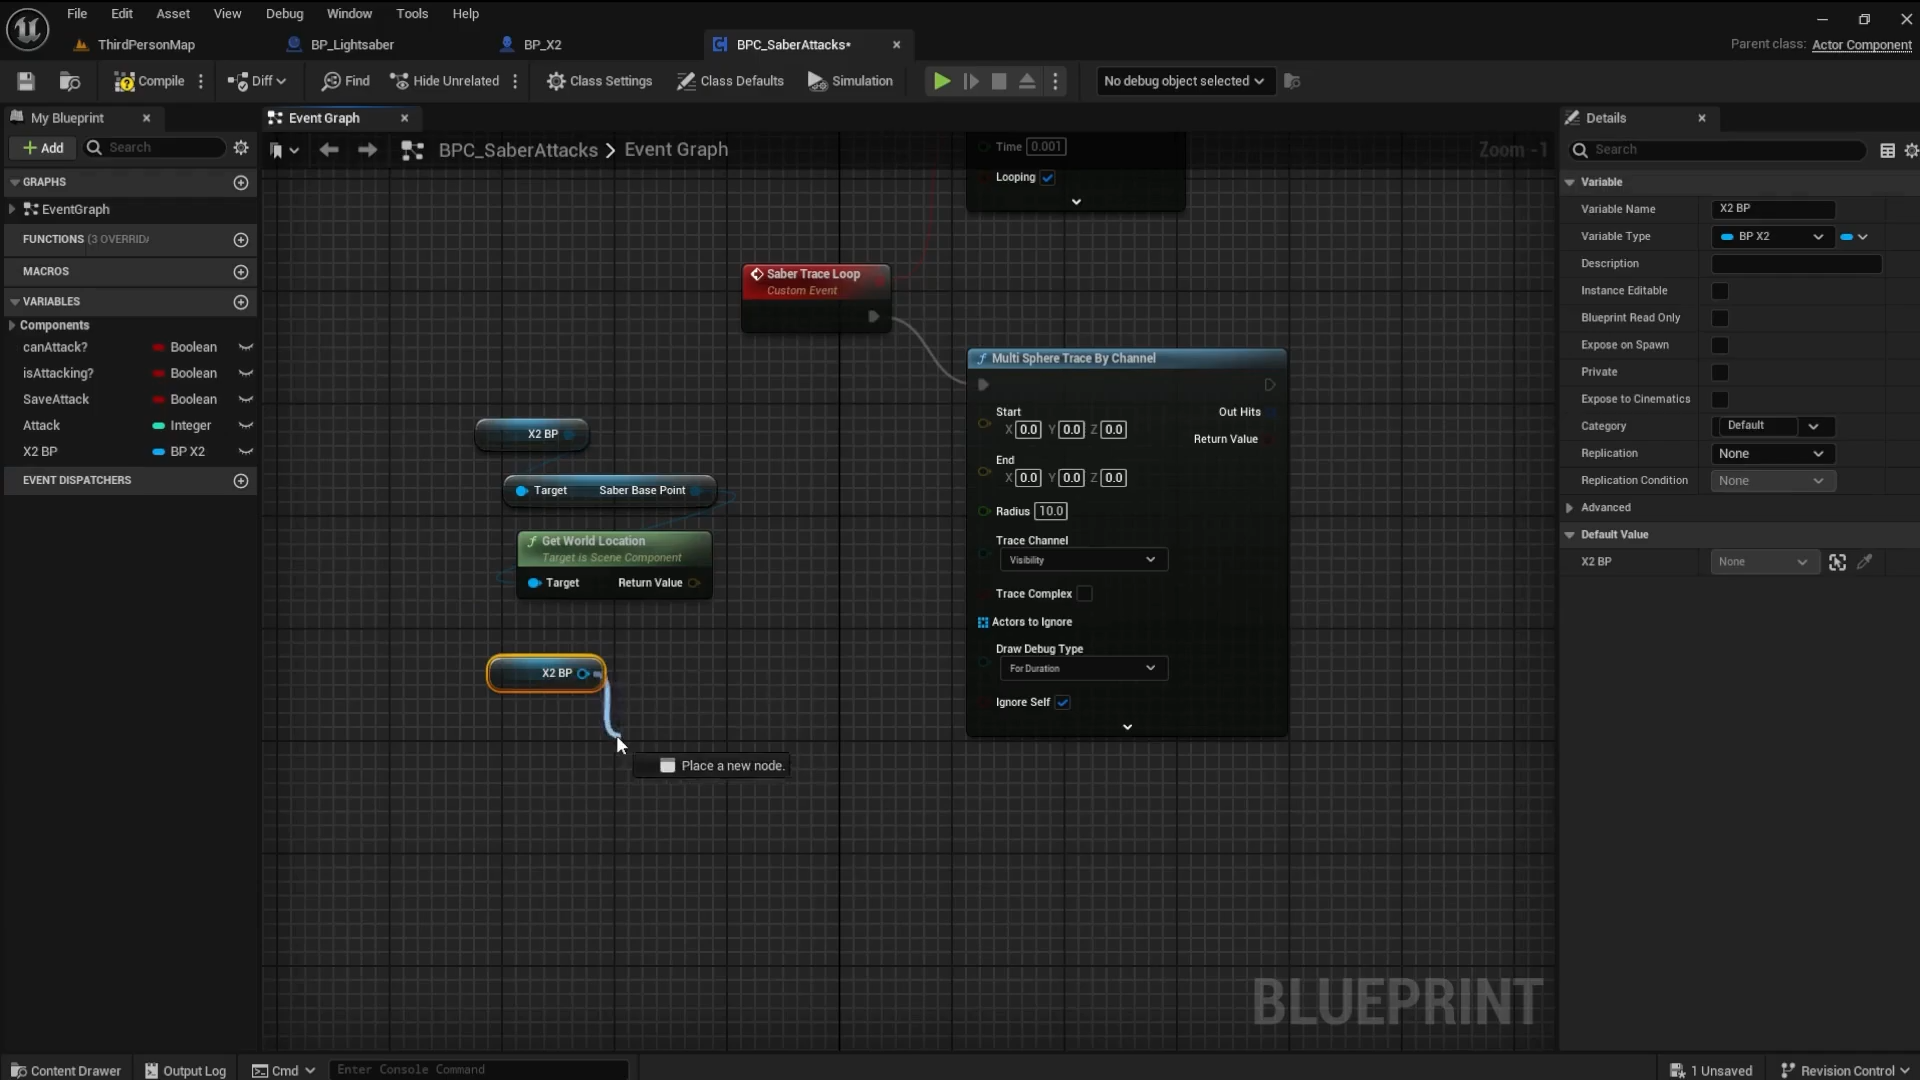 File Edit Asset View Debug Window Tools Help
ThirdPersonMap BP_Lightsaber BP_X2 BPC_SaberAttacks•
Parent class: Actor Component
Compile Diff Find Hide Unrelated Class Settings Class Defaults Simulation No debug object selected
My Blueprint
Event Graph
Details
Add Search
BPC_SaberAttacks > Event Graph
Zoom -1
Search
GRAPHS
EventGraph
FUNCTIONS (3 OVERRID
MACROS
VARIABLES
Components
canAttack? Boolean
isAttacking? Boolean
SaveAttack Boolean
Attack Integer
X2 BP BP X2
EVENT DISPATCHERS
Time 0.001
Looping
Saber Trace Loop
Custom Event
Multi Sphere Trace By Channel
Start
X 0.0 Y 0.0 Z 0.0
End
X 0.0 Y 0.0 Z 0.0
Radius 10.0
Trace Channel
Visibility
Trace Complex
Actors to Ignore
Draw Debug Type
For Duration
Ignore Self
Out Hits
Return Value
X2 BP
Target Saber Base Point
Get World Location
Target is Scene Component
Target Return Value
X2 BP
Place a new node.
BLUEPRINT
Variable
Variable Name X2 BP
Variable Type BP X2
Description
Instance Editable
Blueprint Read Only
Expose on Spawn
Private
Expose to Cinematics
Category Default
Replication None
Replication Condition None
Advanced
Default Value
X2 BP None
Content Drawer Output Log Cmd Enter Console Command 1 Unsaved Revision Control